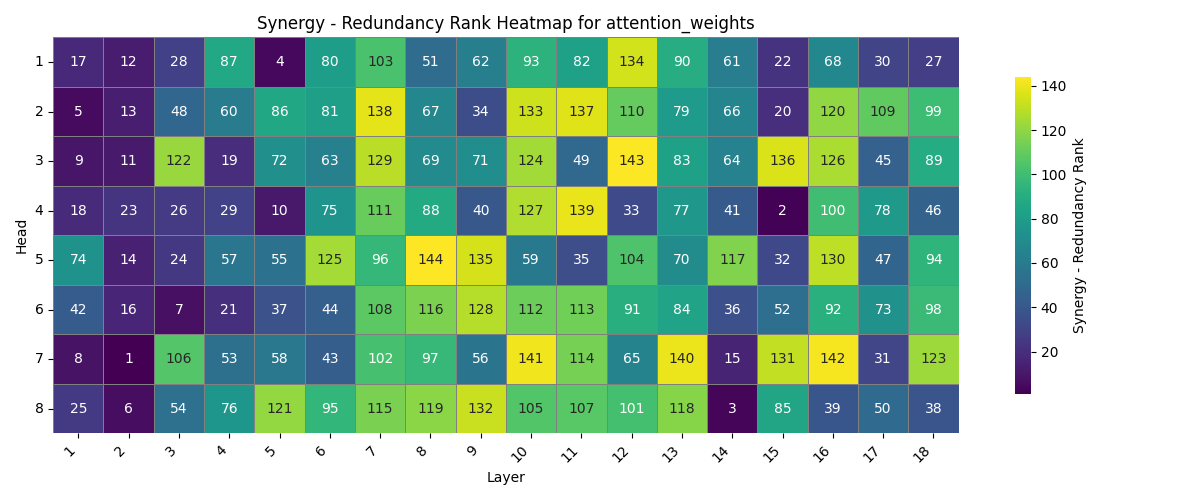 Synergy - Redundancy Rank Heatmap for attention_weights
Head
1 17 12 28 87 4 80 103 51 62 93 82 134 90 61 22 68 30 27
2 5 13 48 60 86 81 138 67 34 133 137 110 79 66 20 120 109 99
3 9 11 122 19 72 63 129 69 71 124 49 143 83 64 136 126 45 89
4 18 23 26 29 10 75 111 88 40 127 139 33 77 41 2 100 78 46
5 74 14 24 57 55 125 96 144 135 59 35 104 70 117 32 130 47 94
6 42 16 7 21 37 44 108 116 128 112 113 91 84 36 52 92 73 98
7 8 1 106 53 58 43 102 97 56 141 114 65 140 15 131 142 31 123
8 25 6 54 76 121 95 115 119 132 105 107 101 118 3 85 39 50 38
1 2 3 4 5 6 7 8 9 10 11 12 13 14 15 16 17 18
Layer
140
120
100
80
60
40
20
Synergy - Redundancy Rank